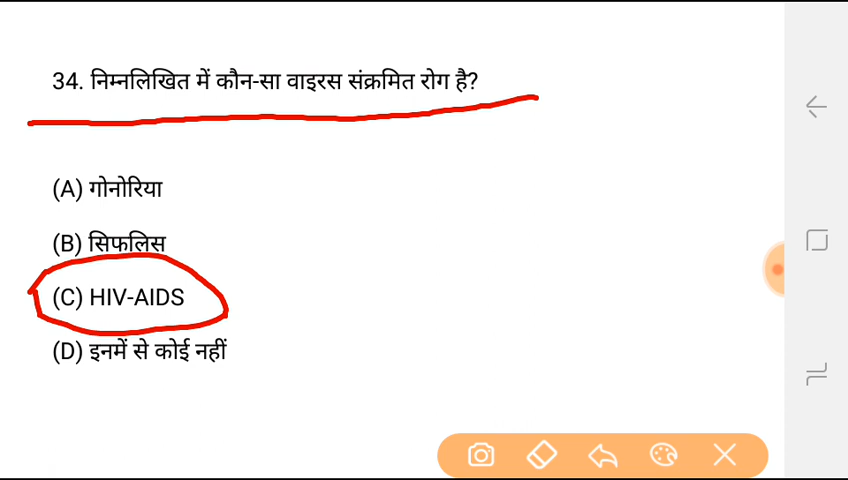 34. निम्नलिखित में कौन-सा वाइरस संक्रमित रोग है?
(A) गोनोरिया
(B) सिफलिस
(C) HIV-AIDS
(D) इनमें से कोई नहीं